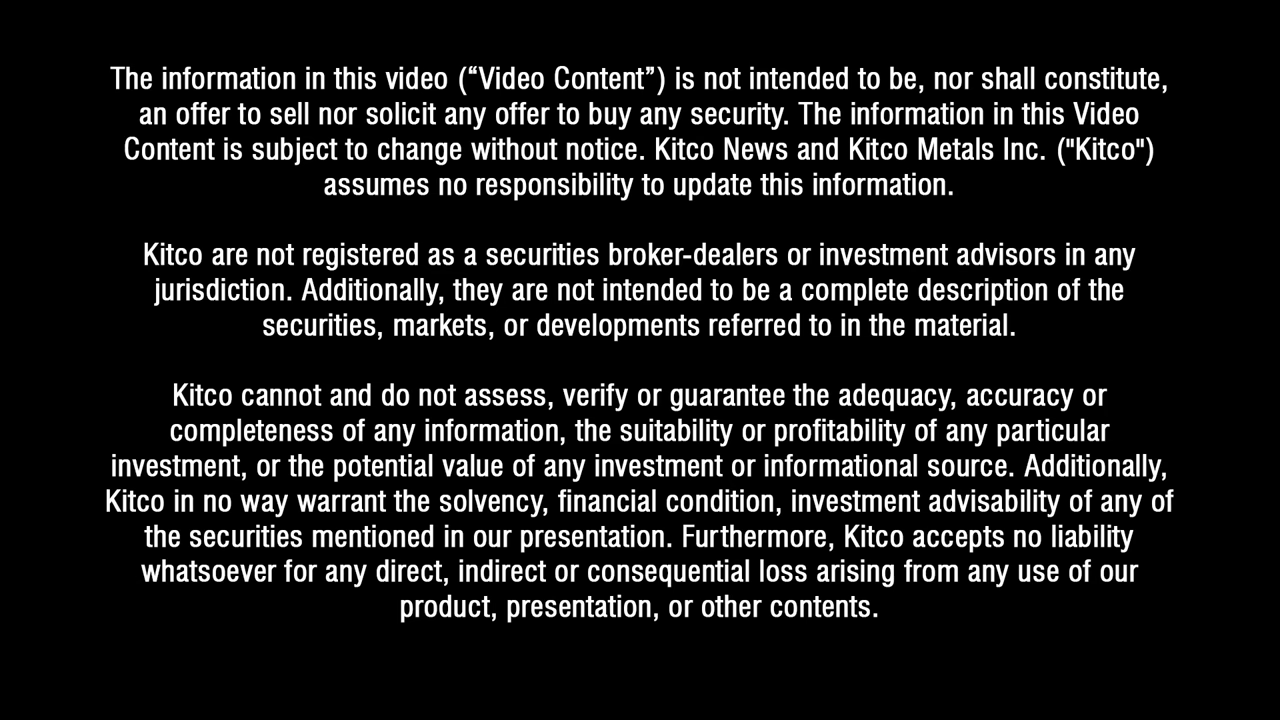 The information in this video (“Video Content”) is not intended to be, nor shall constitute,
an offer to sell nor solicit any offer to buy any security. The information in this Video
Content is subject to change without notice. Kitco News and Kitco Metals Inc. ("Kitco")
assumes no responsibility to update this information.
Kitco are not registered as a securities broker-dealers or investment advisors in any
jurisdiction. Additionally, they are not intended to be a complete description of the
securities, markets, or developments referred to in the material.
Kitco cannot and do not assess, verify or guarantee the adequacy, accuracy or
completeness of any information, the suitability or profitability of any particular
investment, or the potential value of any investment or informational source. Additionally,
Kitco in no way warrant the solvency, financial condition, investment advisability of any of
the securities mentioned in our presentation. Furthermore, Kitco accepts no liability
whatsoever for any direct, indirect or consequential loss arising from any use of our
product, presentation, or other contents.